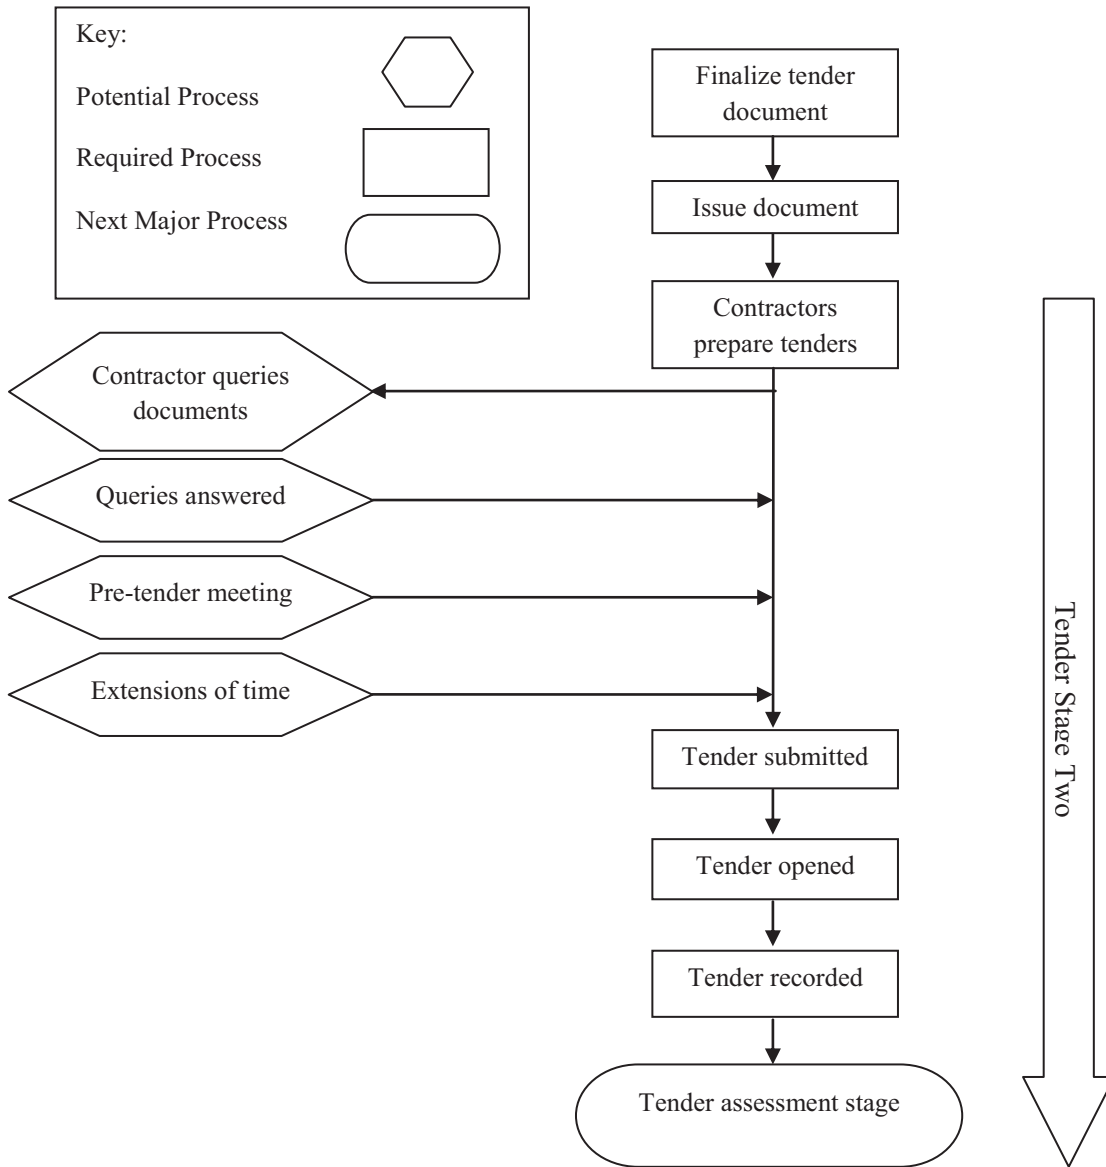 Key:
Potential Process
Required Process
Next Major Process
Finalize tender
document
Issue document
Contractors
prepare tenders
Contractor queries
documents
Queries answered
Pre-tender meeting
Extensions of time
Tender submitted
Tender opened
Tender recorded
Tender assessment stage
Tender Stage Two